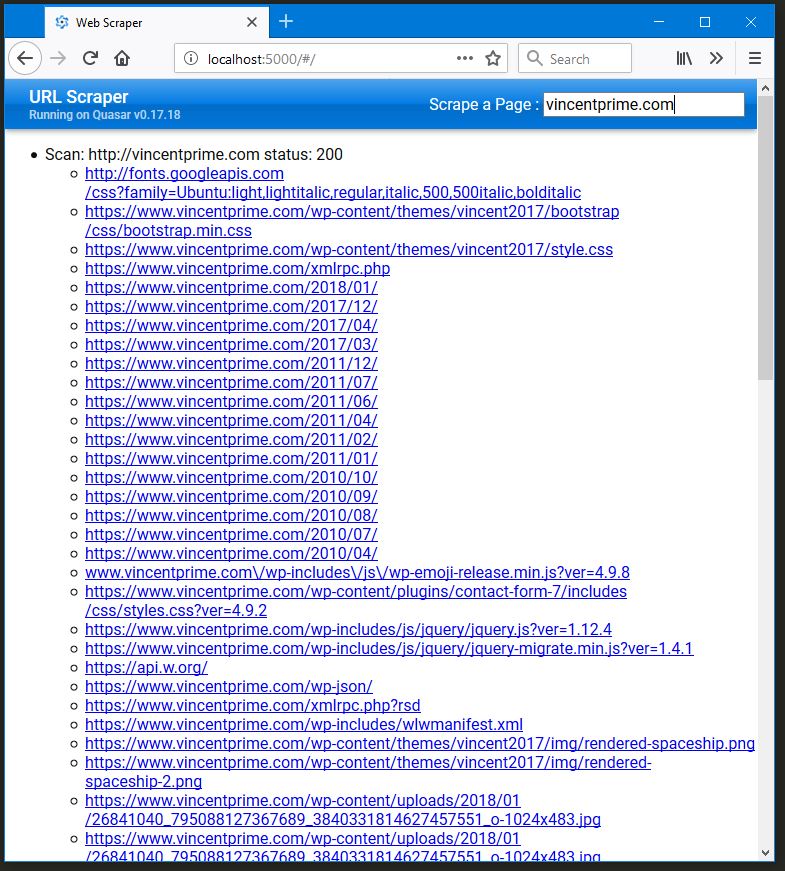 Web Scraper
localhost:5000/#/
Search
URL Scraper
Scrape a Page : vincentprime.com
Running on Quasar v0.17.18
Scan: http://vincentprime.com status: 200
http://fonts.googleapis.com
/css?family=Ubuntu:light,lightitalic,regular,italic,500,500italic,bolditalic
https://www.vincentprime.com/wp-content/themes/vincent2017/bootstrap
/css/bootstrap.min.css
https://www.vincentprime.com/wp-content/themes/vincent2017/style.css
https://www.vincentprime.com/xmlrpc.php
https://www.vincentprime.com/2018/01/
https://www.vincentprime.com/2017/12/
https://www.vincentprime.com/2017/04/
https://www.vincentprime.com/2017/03/
https://www.vincentprime.com/2011/12/
https://www.vincentprime.com/2011/07/
https://www.vincentprime.com/2011/06/
https://www.vincentprime.com/2011/04/
https://www.vincentprime.com/2011/02/
https://www.vincentprime.com/2011/01/
https://www.vincentprime.com/2010/10/
https://www.vincentprime.com/2010/09/
https://www.vincentprime.com/2010/08/
https://www.vincentprime.com/2010/07/
https://www.vincentprime.com/2010/04/
www.vincentprime.com\/wp-includes\/js\/wp-emoji-release.min.js?ver=4.9.8
https://www.vincentprime.com/wp-content/plugins/contact-form-7/includes
/css/styles.css?ver=4.9.2
https://www.vincentprime.com/wp-includes/js/jquery/jquery.js?ver=1.12.4
https://www.vincentprime.com/wp-includes/js/jquery/jquery-migrate.min.js?ver=1.4.1
https://api.w.org/
https://www.vincentprime.com/wp-json/
https://www.vincentprime.com/xmlrpc.php?rsd
https://www.vincentprime.com/wp-includes/wlwmanifest.xml
https://www.vincentprime.com/wp-content/themes/vincent2017/img/rendered-spaceship.png
https://www.vincentprime.com/wp-content/themes/vincent2017/img/rendered-
spaceship-2.png
https://www.vincentprime.com/wp-content/uploads/2018/01
/26841040_795088127367689_3840331814627457551_o-1024x483.jpg
https://www.vincentprime.com/wp-content/uploads/2018/01
/26841040_795088127367689_3840331814627457551_o-1024x483.jpg